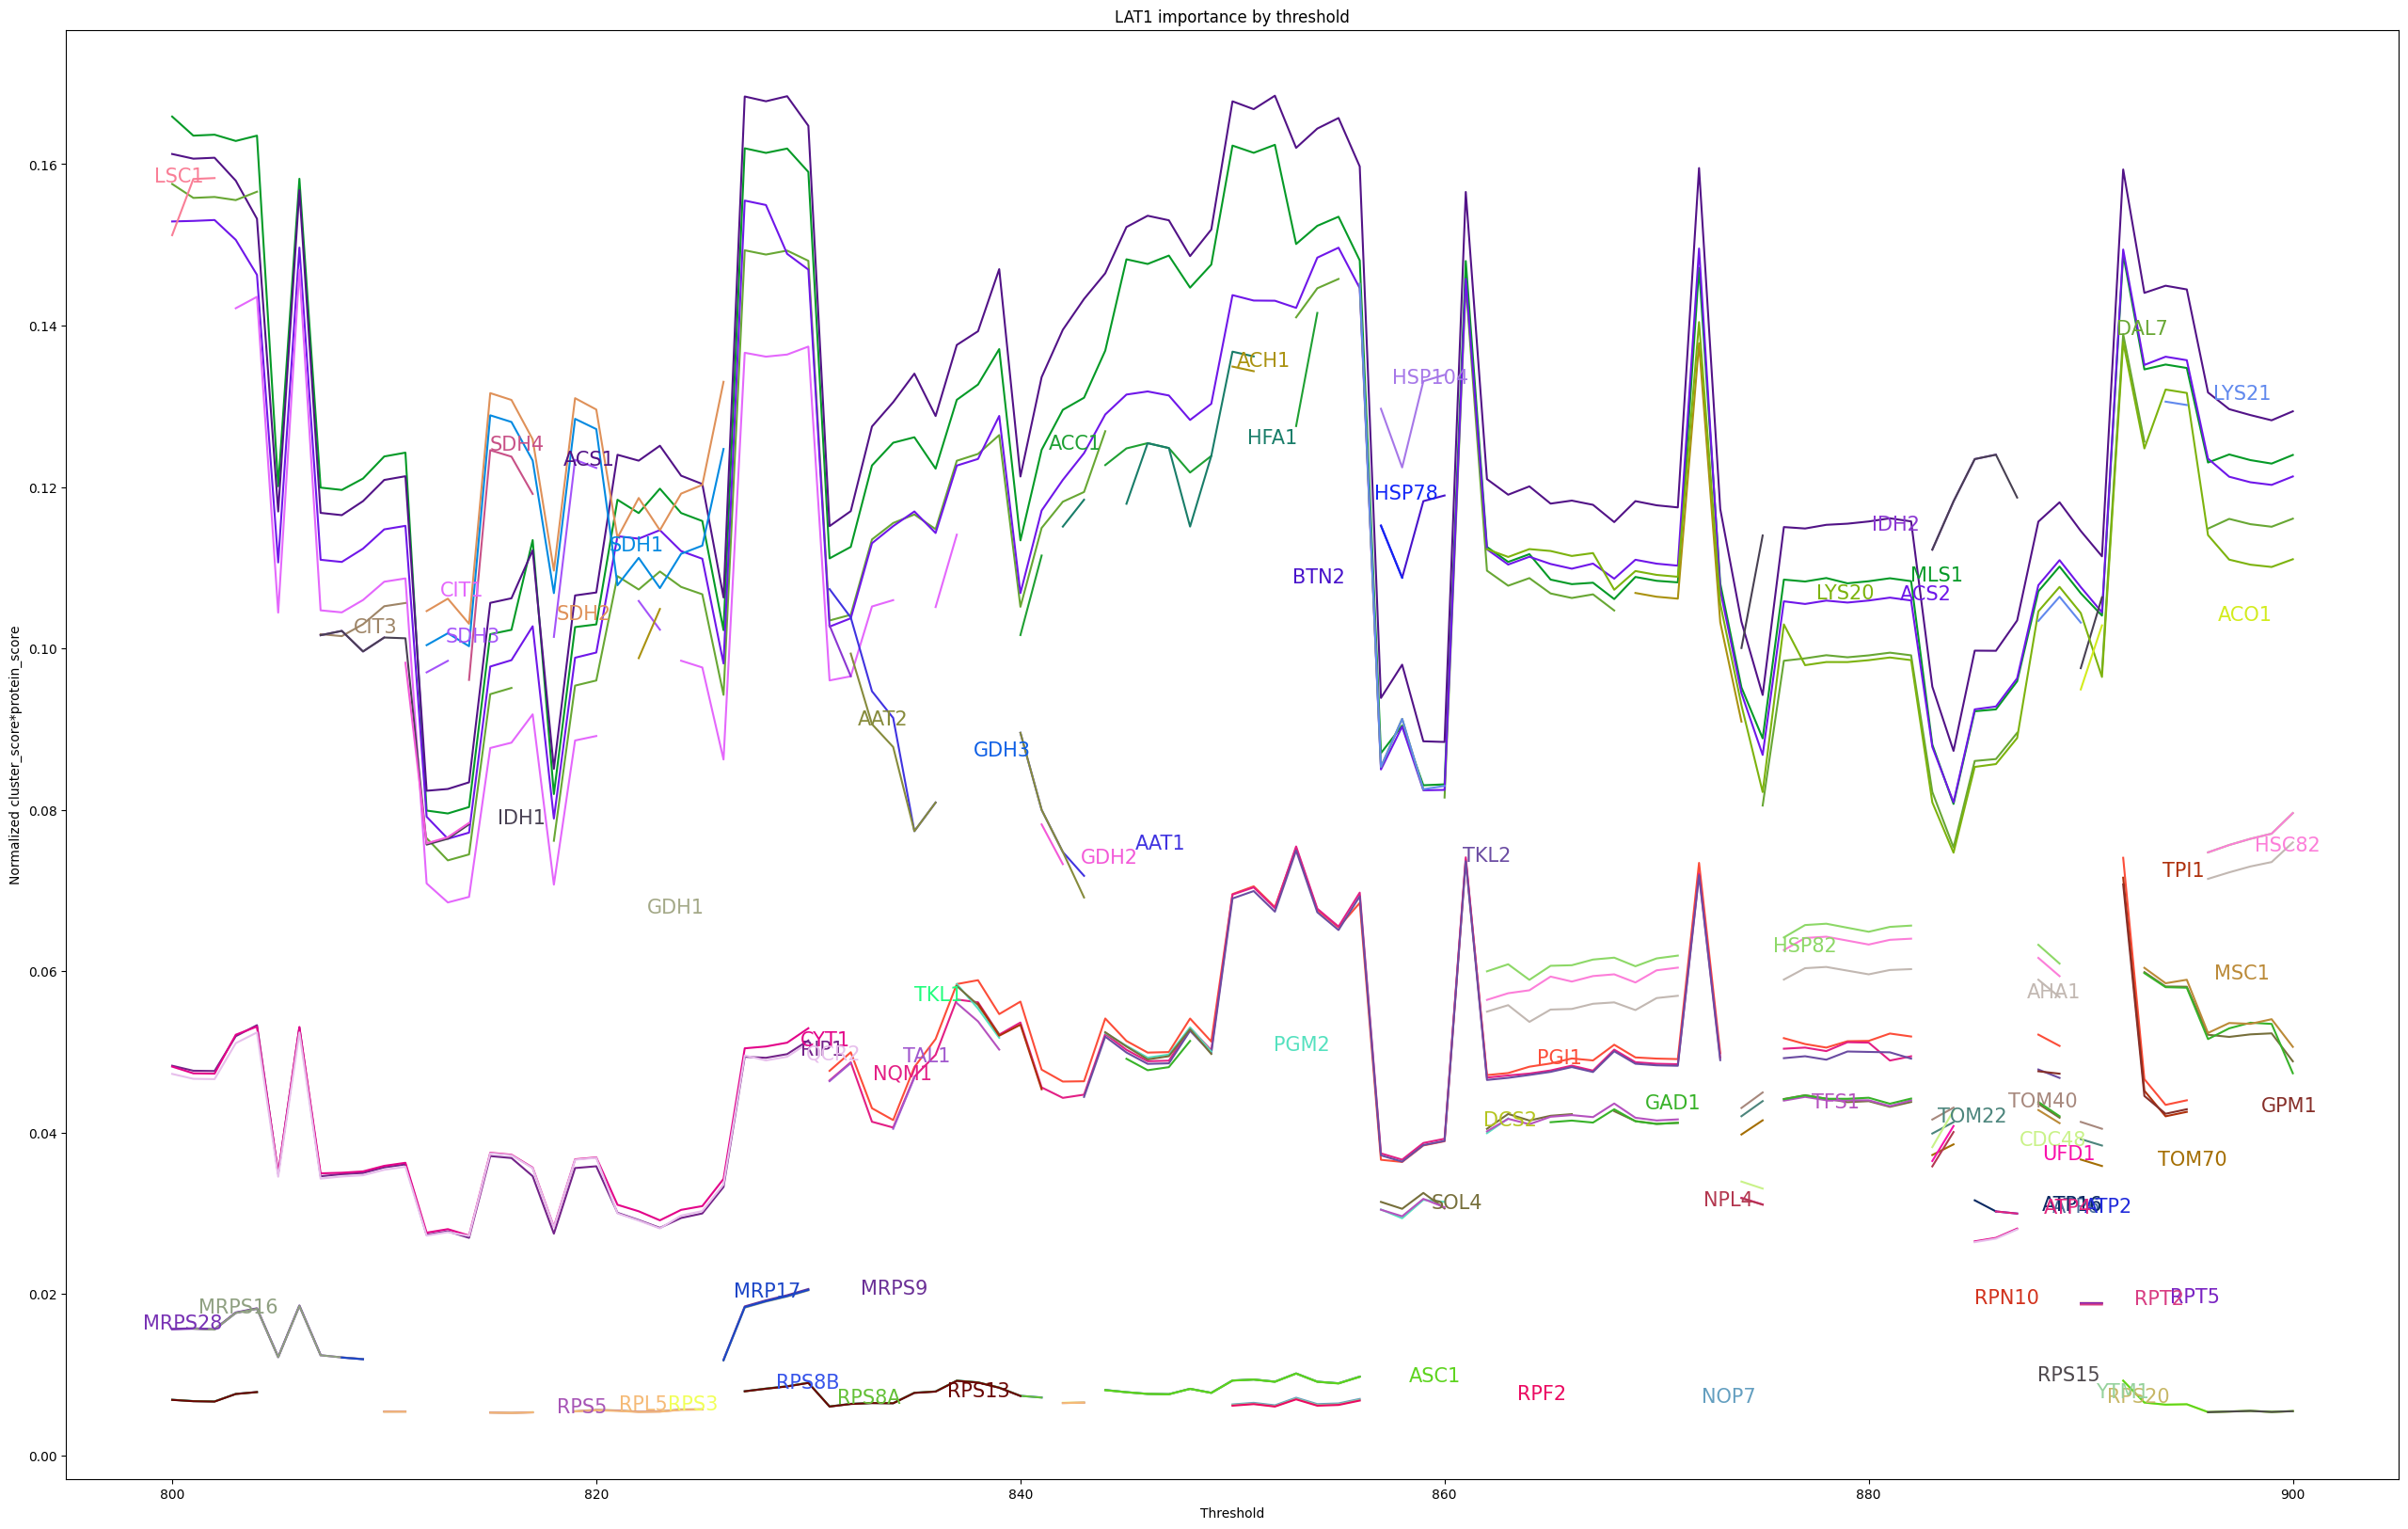 LAT1 importance by threshold
Normalized cluster_score*protein_score
0.16
0.14
0.12
0.10
0.08
0.06
0.04
0.02
0.00
LSC1
DAL7
ACH1
HSP104
LYS21
SDH4
ACS1
ACC1
HFA1
HSP78
IDH2
SDH1
BTN2
MLS1
CIT1
LYS20
ACS2
SDH2
ACO1
CIT3
SDH3
AAT2
GDH3
IDH1
AAT1
GDH2
TKL2
HSC82
TPI1
GDH1
HSP82
MSC1
TKL1
AHA1
CYT1
RIP1
QCR2
TAL1
PGM2
PGI1
NQM1
TFS1
GAD1
TOM40
GPM1
DCS2
TOM22
CDC48
UFD1
TOM70
NPL4
SOL4
ATP16
ATP2
MRP17
MRPS9
MRPS16
MRPS28
RPN10
RPT2
RPT5
RPS8B
RPS8A
RPS13
ASC1
RPF2
NOP7
RPS15
YTM1
RPS20
RPS5
RPL5
RPS3
800
820
840
860
880
900
Threshold